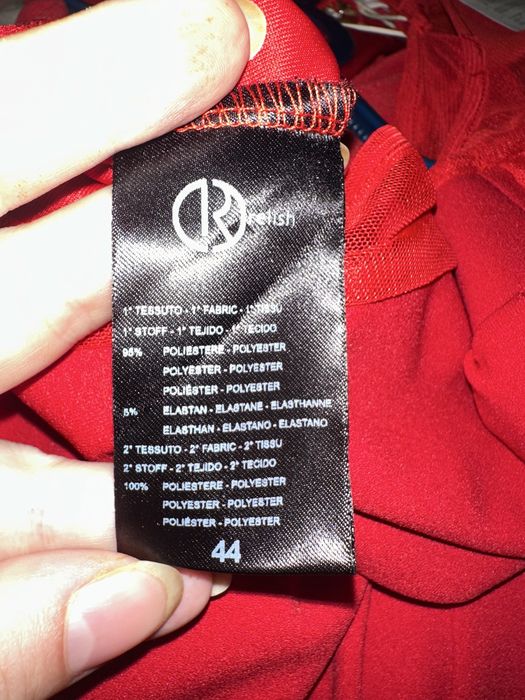 R relish
1° TESSUTO - 1° FABRIC - 1° TISSU
1° STOFF - 1° TEJIDO - 1° TECIDO
95% POLIESTERE - POLYESTER
POLYESTER - POLYESTER
POLIÉSTER - POLYESTER
5% ELASTAN - ELASTANE - ELASTHANNE
ELASTHAN - ELASTANO - ELASTANO
2° TESSUTO - 2° FABRIC - 2° TISSU
2° STOFF - 2° TEJIDO - 2° TECIDO
100% POLIESTERE - POLYESTER
POLYESTER - POLYESTER
POLIÉSTER - POLYESTER
44